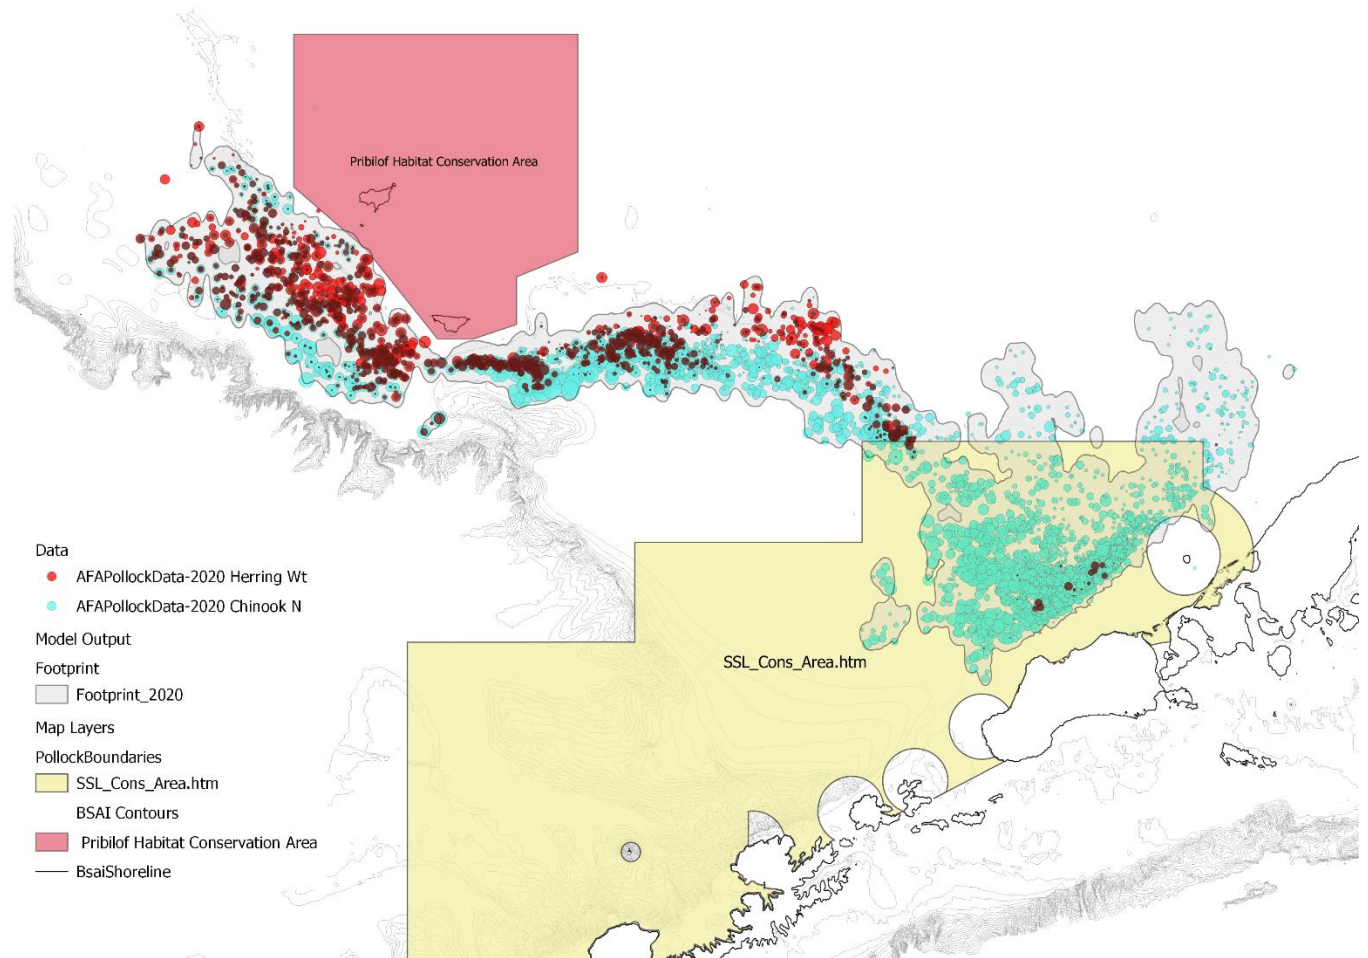 Pribilof Habitat Conservation Area
Data
AFAPollockData-2020 Herring Wt
AFAPollockData-2020 Chinook N
Model Output
Footprint
Footprint_2020
Map Layers
PollockBoundaries
SSL_Cons_Area.htm
BSAI Contours
Pribilof Habitat Conservation Area
BsaiShoreline
SSL_Cons_Area.htm